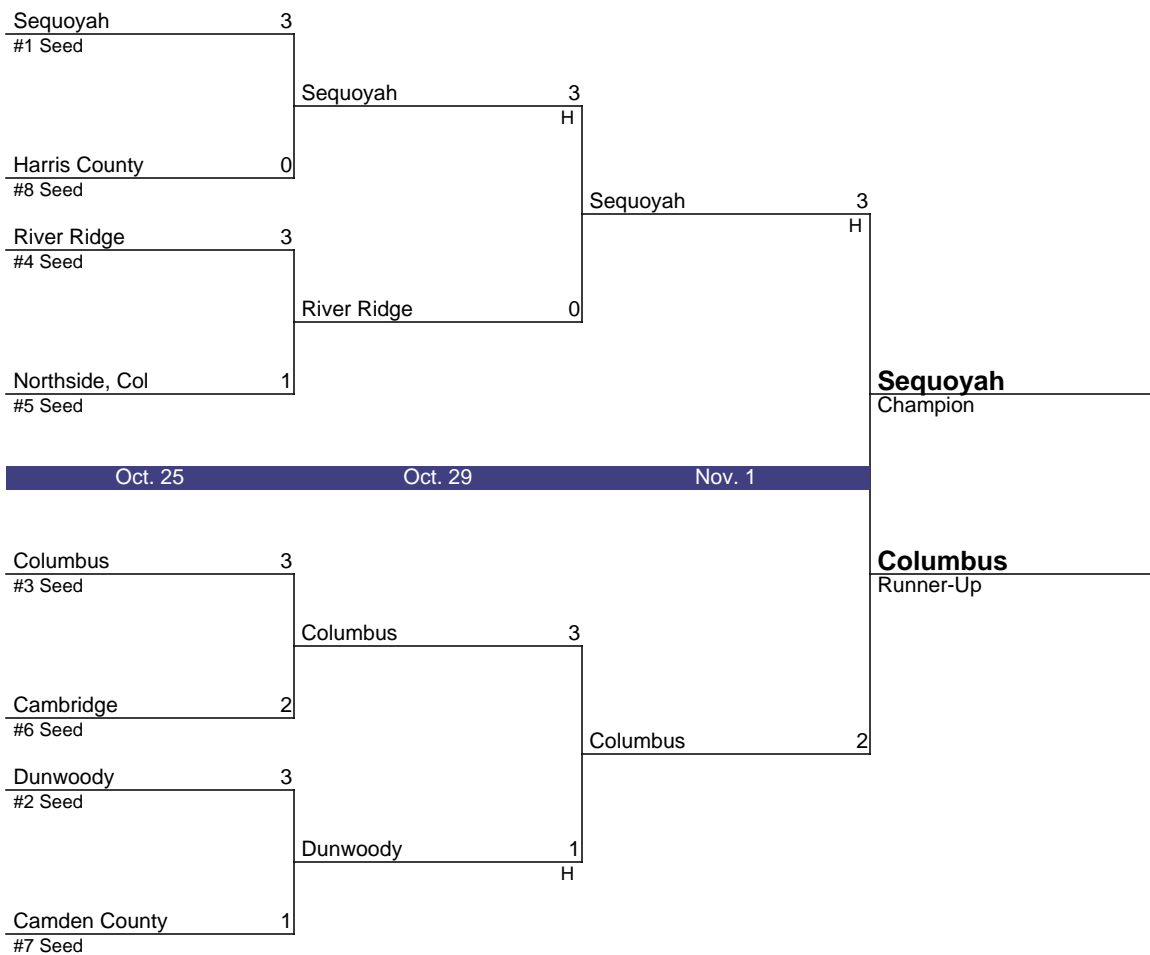 Sequoyah 3
#1 Seed
Sequoyah 3
H
Harris County 0
#8 Seed
Sequoyah 3
H
River Ridge 3
#4 Seed
River Ridge 0
Northside, Col 1
#5 Seed
Sequoyah
Champion
Oct. 25 Oct. 29 Nov. 1
Columbus 3
#3 Seed
Columbus
Runner-Up
Columbus 3
Cambridge 2
#6 Seed
Columbus 2
Dunwoody 3
#2 Seed
Dunwoody 1
H
Camden County 1
#7 Seed